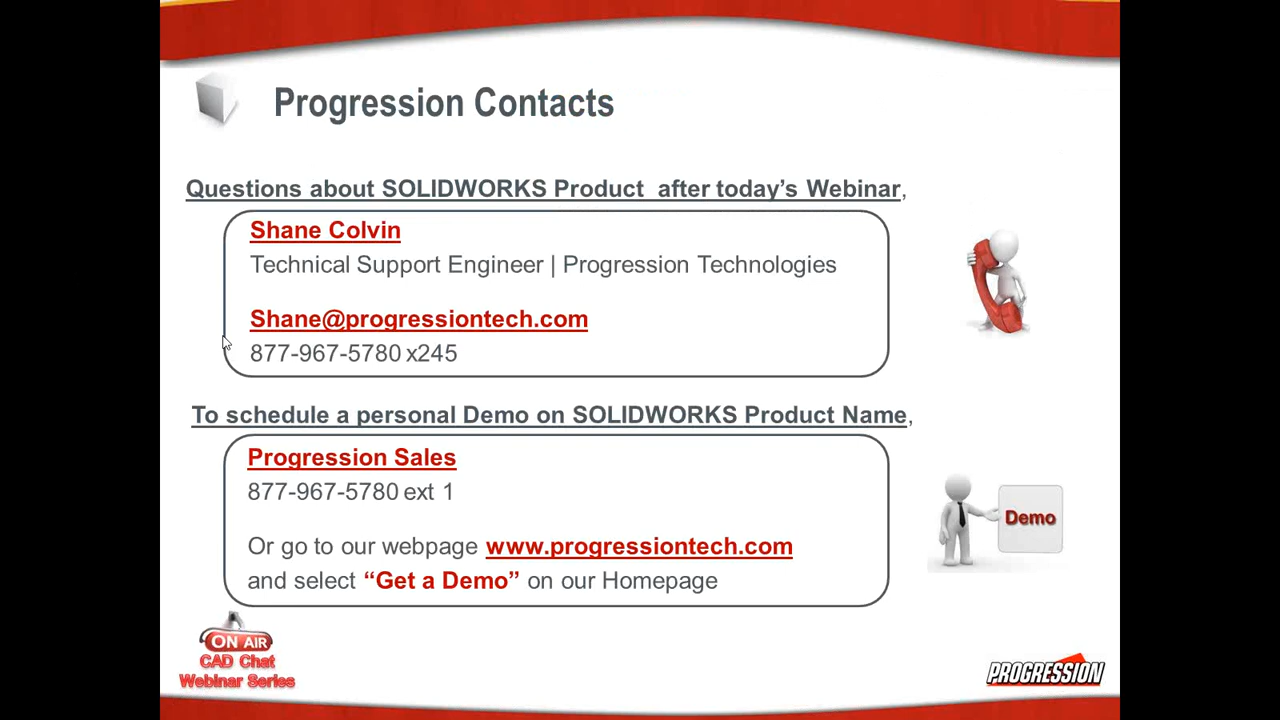 Progression Contacts
Questions about SOLIDWORKS Product  after today’s Webinar,
Shane Colvin
Technical Support Engineer | Progression Technologies
Shane@progressiontech.com
877-967-5780 x245
To schedule a personal Demo on SOLIDWORKS Product Name,
Progression Sales
877-967-5780 ext 1
Demo
Or go to our webpage www.progressiontech.com
and select “Get a Demo” on our Homepage
ON AIR
CAD Chat
Webinar Series
PROGRESSION